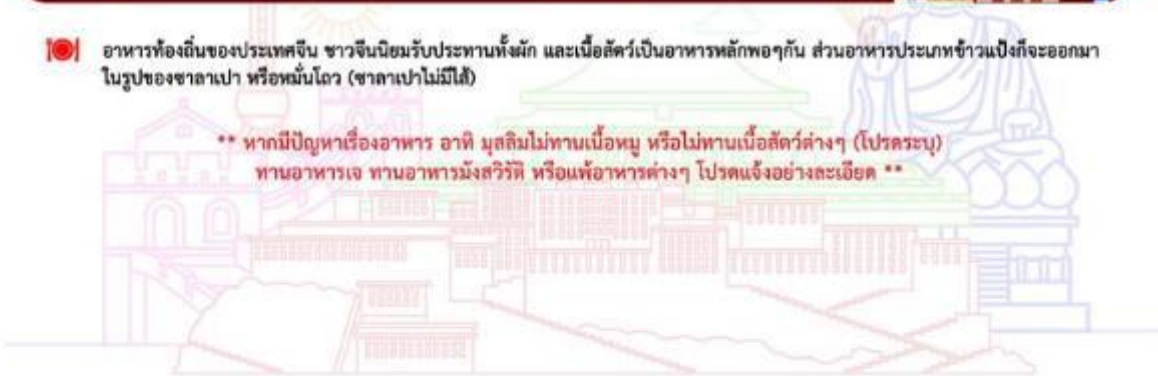 อาหารท้องถิ่นของประเทศจีน ชาวจีนนิยมรับประทานทั้งผัก และเนื้อสัตว์เป็นอาหารหลักพอๆกัน ส่วนอาหารประเภทข้าวแป้งก็จะออกมา
ในรูปของซาลาเปา หรือหมั่นโถว (ซาลาเปาไม่มีไส้)
** หากมีปัญหาเรื่องอาหาร อาทิ มุสลิมไม่ทานเนื้อหมู หรือไม่ทานเนื้อสัตว์ต่างๆ (โปรดระบุ)
ทานอาหารเจ ทานอาหารมังสวิรัติ หรือแพ้อาหารต่างๆ โปรดแจ้งอย่างละเอียด **